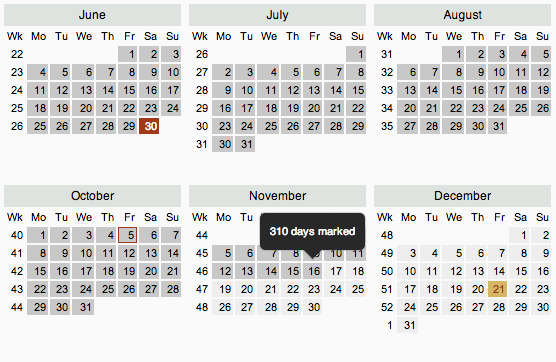 June
Wk Mo Tu We Th Fr Sa Su
22 1 2 3
23 4 5 6 7 8 9 10
24 11 12 13 14 15 16 17
25 18 19 20 21 22 23 24
26 25 26 27 28 29 30
July
Wk Mo Tu We Th Fr Sa Su
26 1
27 2 3 4 5 6 7 8
28 9 10 11 12 13 14 15
29 16 17 18 19 20 21 22
30 23 24 25 26 27 28 29
31 30 31
August
Wk Mo Tu We Th Fr Sa Su
31 1 2 3 4 5
32 6 7 8 9 10 11 12
33 13 14 15 16 17 18 19
34 20 21 22 23 24 25 26
35 27 28 29 30 31
October
Wk Mo Tu We Th Fr Sa Su
40 1 2 3 4 5 6 7
41 8 9 10 11 12 13 14
42 15 16 17 18 19 20 21
43 22 23 24 25 26 27 28
44 29 30 31
November
Wk Mo Tu
310 days marked
44
45 5 6 7 8 9 10 11
46 12 13 14 15 16 17 18
47 19 20 21 22 23 24 25
48 26 27 28 29 30
December
Wk Mo Tu We Th Fr Sa Su
48 1 2
49 3 4 5 6 7 8 9
50 10 11 12 13 14 15 16
51 17 18 19 20 21 22 23
52 24 25 26 27 28 29 30
1 31